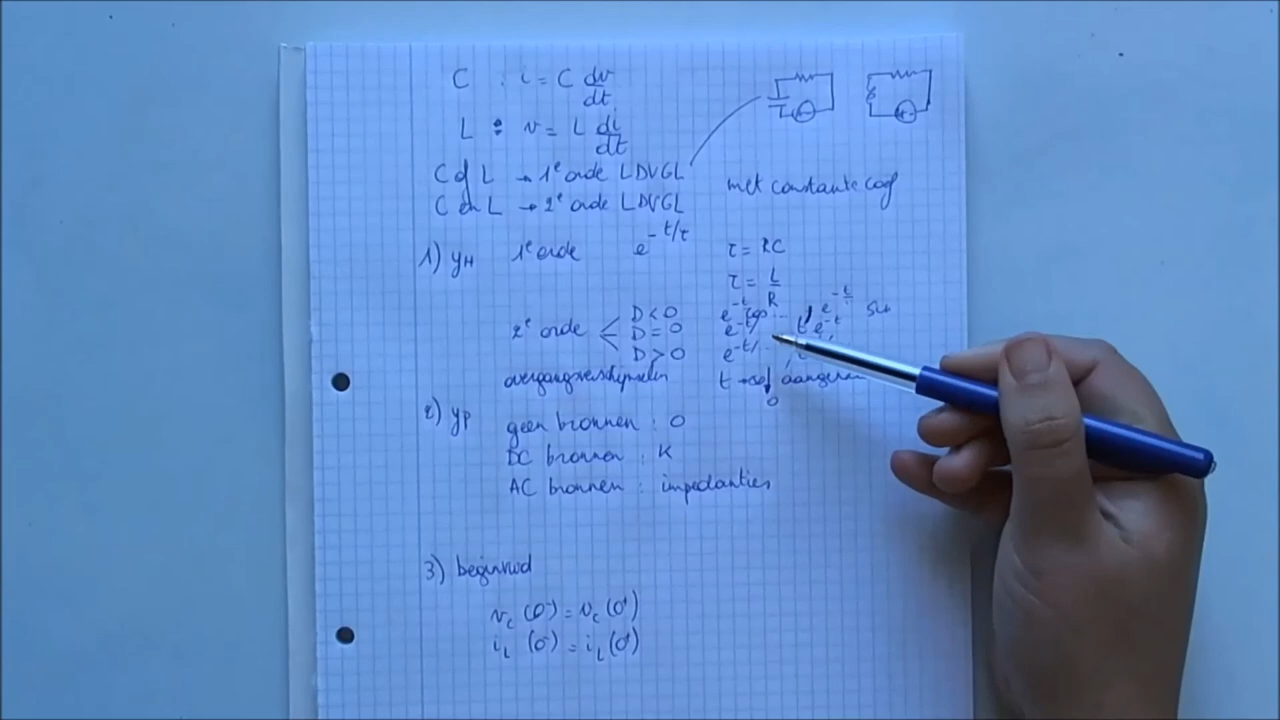 C : i = C dv/dt
L : v = L di/dt
C of L → 1e orde LDVGL
C en L → 2e orde LDVGL
met constante coef
1) yH 1e orde e^-t/τ τ = RC
τ = L/R
2e orde
D < 0 e^-t cos ... , e^-t
D = 0 e^-t/ t e^-t
D > 0 e^-t/...
overgangsverschijnselen t → ∞
0
2) yp
geen bronnen : 0
DC bronnen : K
AC bronnen : impedanties
3) beginvwd
vc (0-) = vc (0+)
iL (0-) = iL (0+)